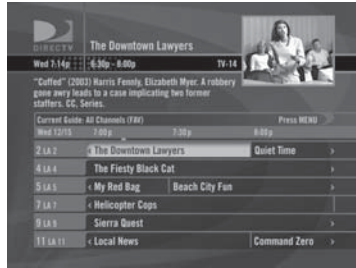 DIRECTV
The Downtown Lawyers
Wed 7:14p 6:30p - 8:00p TV-14
"Cuffed" (2003) Harris Fennly, Elizabeth Myer. A robbery
gone awry leads to a case implicating two former
staffers. CC, Series.
Current Guide: All Channels (FAV) Press MENU
Wed 12/15 7:00p 7:30p 8:00p
2 LA 2 ‹ The Downtown Lawyers Quiet Time ›
4 LA 4 The Fiesty Black Cat ›
5 LA 5 ‹ My Red Bag Beach City Fun ›
7 LA 7 ‹ Helicopter Cops
9 LA 9 Sierra Quest ›
11 LA 11 ‹ Local News Command Zero ›